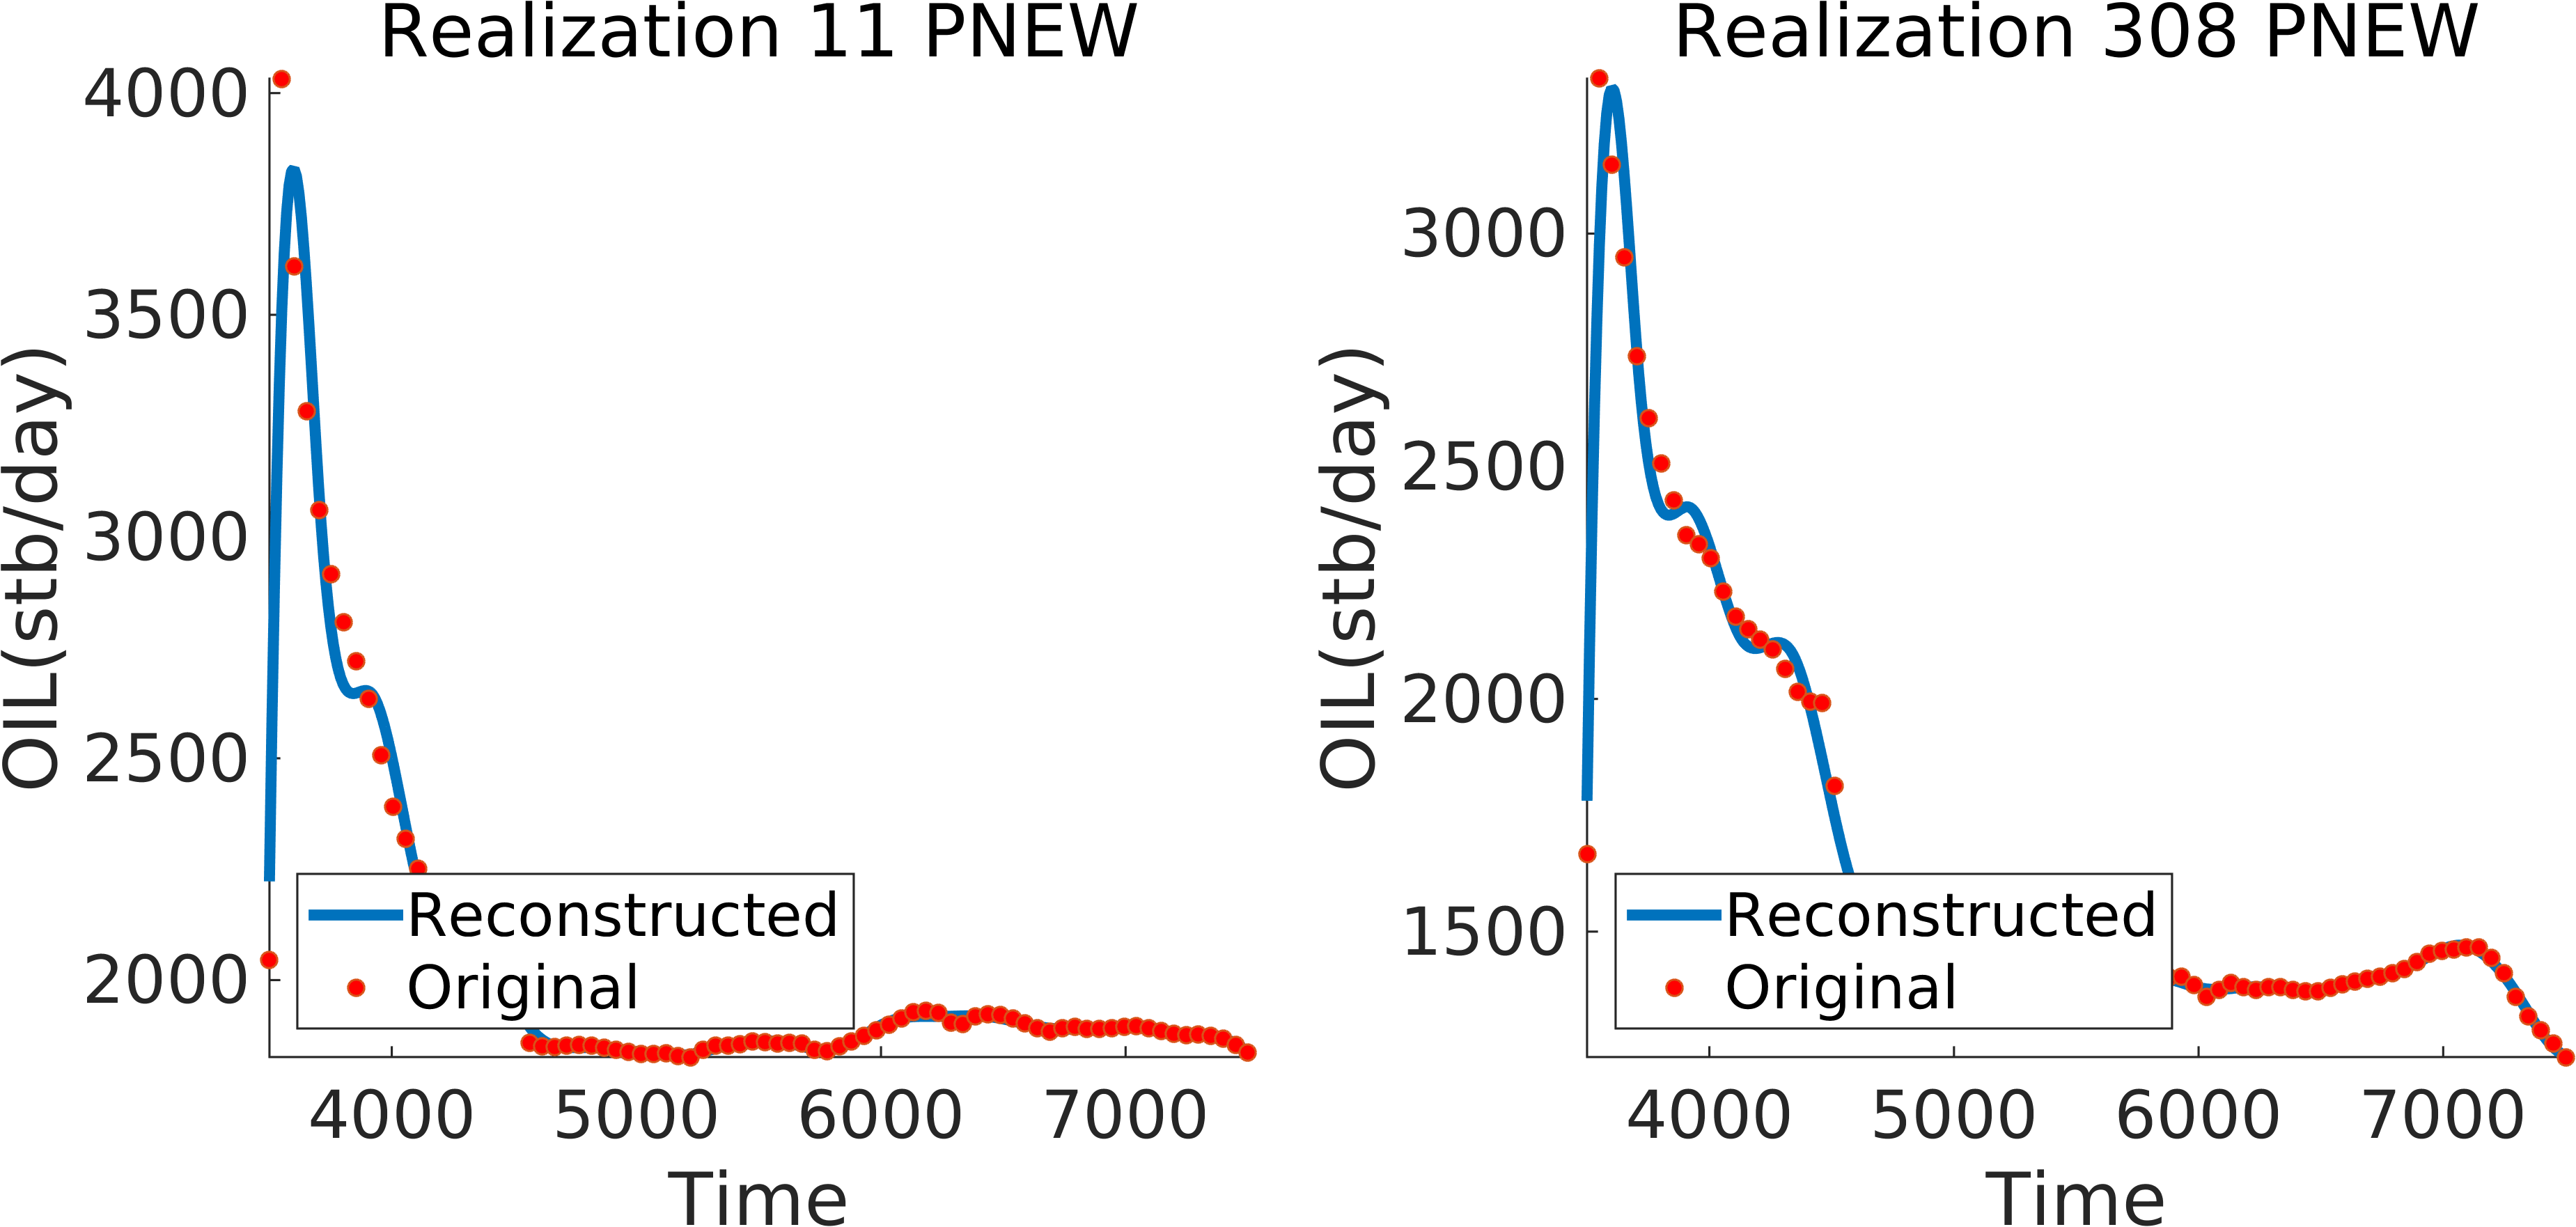 Realization 11 PNEW
4000
3500
3000
2500
2000
OIL(stb/day)
Reconstructed
Original
4000 5000 6000 7000
Time
Realization 308 PNEW
3000
2500
2000
1500
OIL(stb/day)
Reconstructed
Original
4000 5000 6000 7000
Time